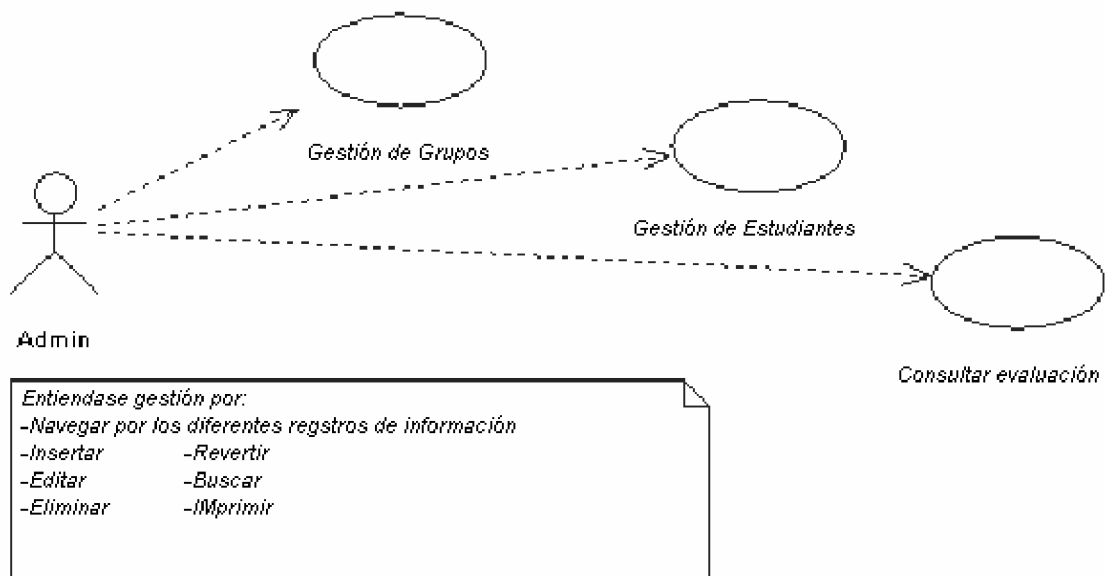 Gestión de Grupos
Gestión de Estudiantes
Admin
Consultar evaluación
Entiendase gestión por:
-Navegar por los diferentes regstros de información
-Insertar -Revertir
-Editar -Buscar
-Eliminar -IMprimir